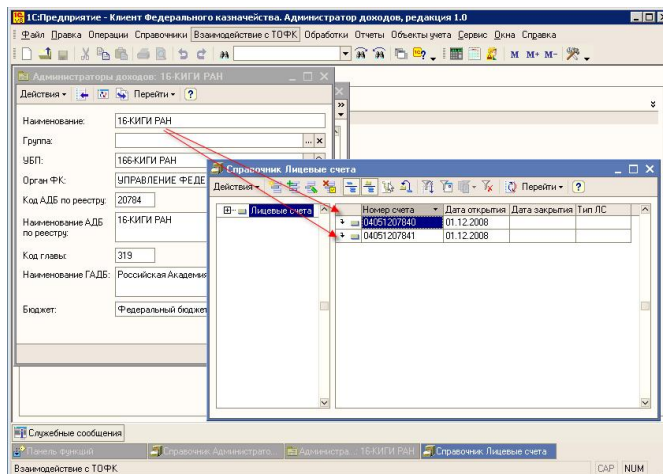 1С:Предприятие - Клиент Федерального казначейства. Администратор доходов, редакция 1.0
Файл Правка Операции Справочники Взаимодействие с ТОФК Обработки Отчеты Объекты учета Сервис Окна Справка
M M+ M-
Администраторы доходов: 16-КИГИ РАН
Действия Перейти ?
Наименование: 16-КИГИ РАН
Группа: ... x
УБП: 166-КИГИ РАН
Орган ФК: УПРАВЛЕНИЕ ФЕДЕ
Код АДБ по реестру: 20784
Наименование АДБ по реестру: 16-КИГИ РАН
Код главы: 319
Наименование ГАДБ: Российская Академия
Бюджет: Федеральный бюджет
Справочник Лицевые счета
Действия Перейти ?
Лицевые счета
Номер счета Дата открытия Дата закрытия Тип ЛС
04051207840 01.12.2008
04051207841 01.12.2008
Служебные сообщения
Панель функций Справочник Администрато... Администра...: 16-КИГИ РАН Справочник Лицевые счета
Взаимодействие с ТОФК CAP NUM